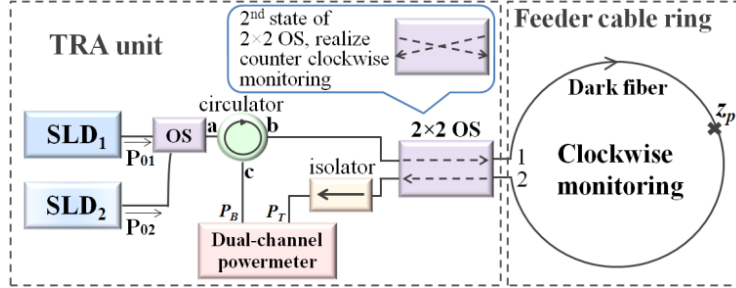 TRA unit
2nd state of
2×2 OS, realize
counter clockwise
monitoring
Feeder cable ring
SLD1
P01
SLD2
P02
OS
circulator
a
b
c
isolator
2×2 OS
1
2
PB
PT
Dual-channel
powermeter
Dark fiber
zp
Clockwise
monitoring